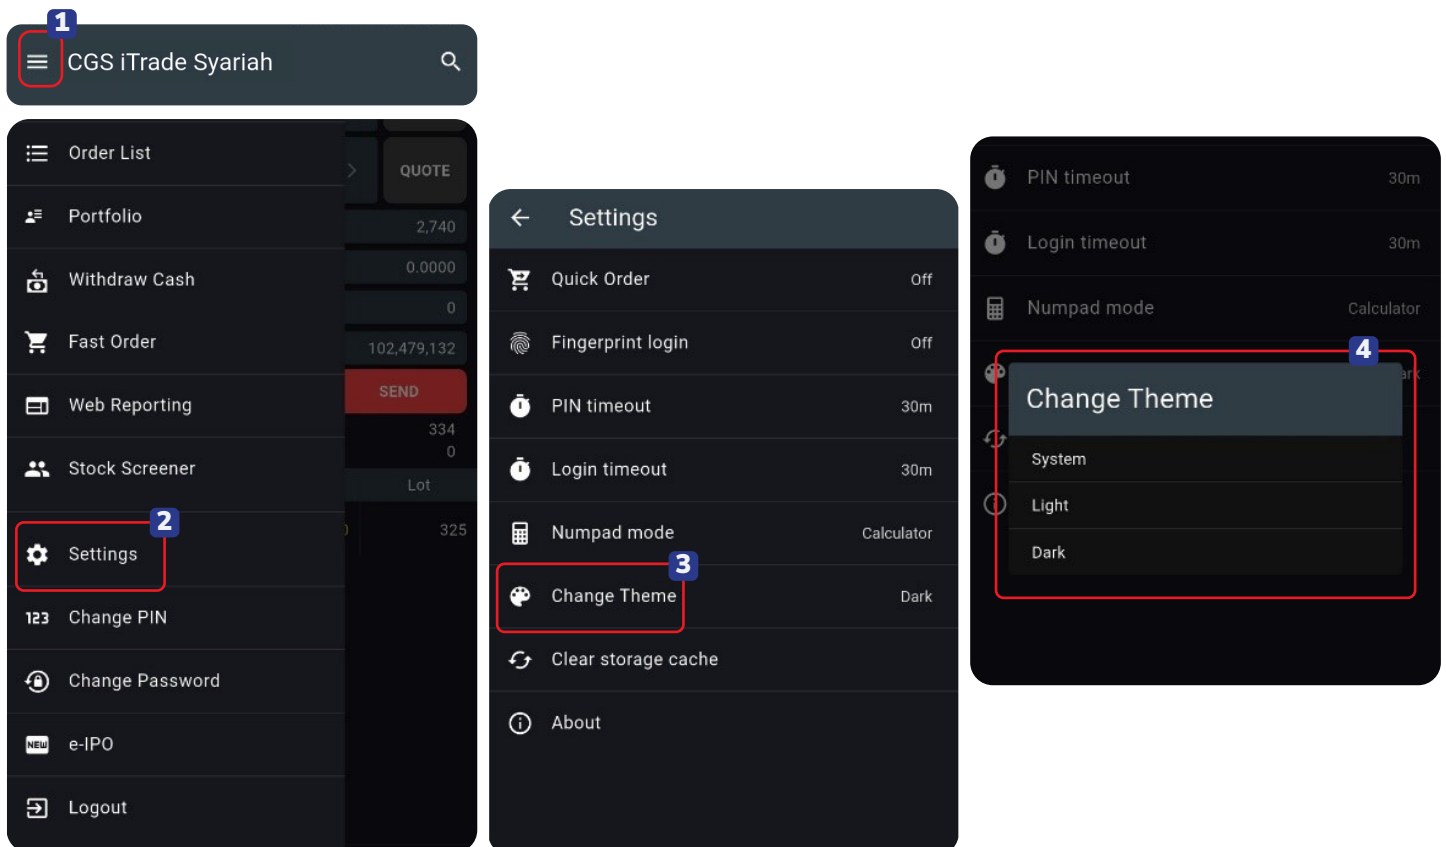 1
CGS iTrade Syariah
Order List
Portfolio
Withdraw Cash
Fast Order
Web Reporting
Stock Screener
2
Settings
123 Change PIN
Change Password
NEW e-IPO
Logout
QUOTE
2,740
0.0000
0
102,479,132
SEND
334
0
Lot
325
Settings
Quick Order Off
Fingerprint login Off
PIN timeout 30m
Login timeout 30m
Numpad mode Calculator
3
Change Theme Dark
Clear storage cache
About
PIN timeout 30m
Login timeout 30m
Numpad mode Calculator
4
Change Theme
System
Light
Dark